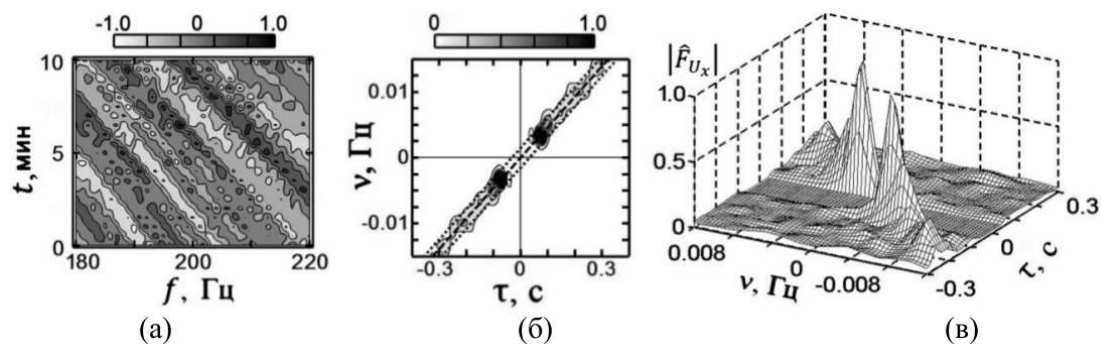 -1.0 0 1.0
10
5
0
t, мин
180 200 220
f, Гц
(а)
0 1.0
0.01
0
-0.01
ν, Гц
-0.3 0 0.3
τ, с
(б)
|F̂_{U_x}|
1.0
0.5
0
0.008 0 -0.008
ν, Гц
-0.3 0 0.3
τ, с
(в)